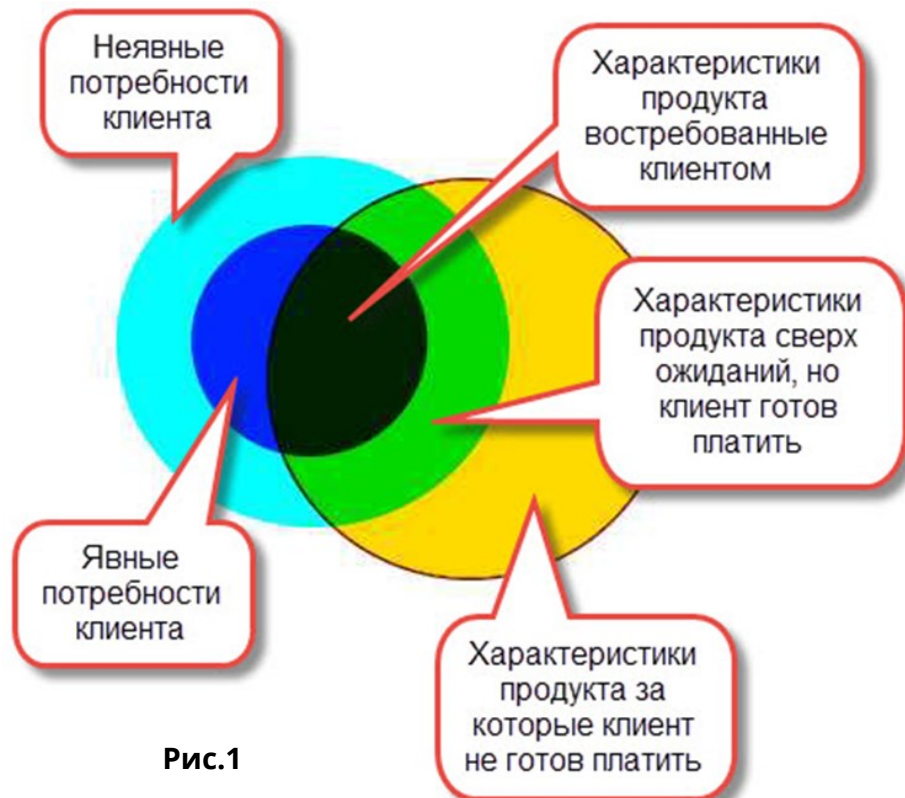 Неявные
потребности
клиента
Характеристики
продукта
востребованные
клиентом
Характеристики
продукта сверх
ожиданий, но
клиент готов
платить
Явные
потребности
клиента
Характеристики
продукта за
которые клиент
не готов платить
Рис.1